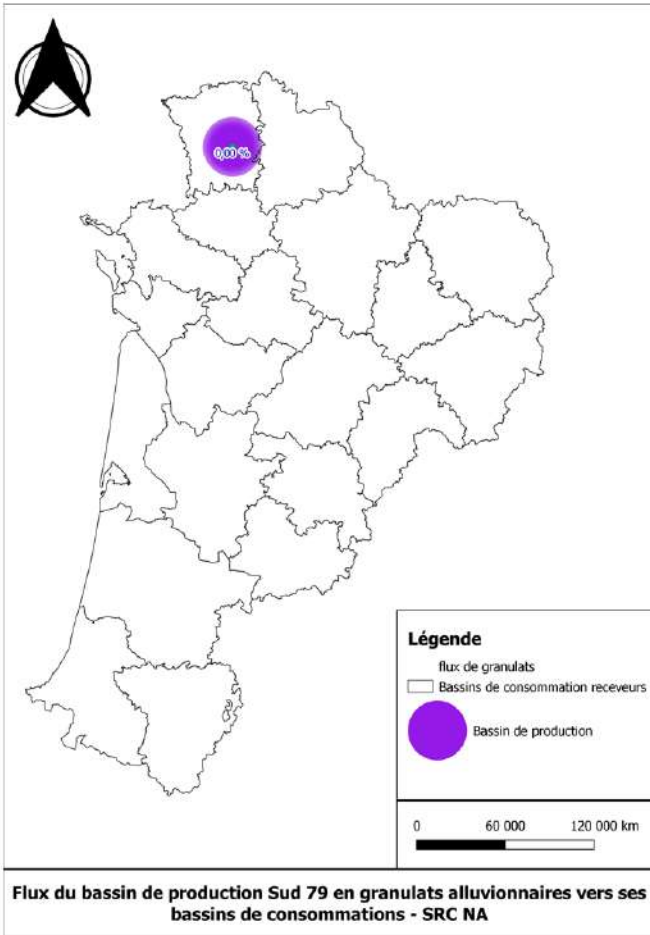 0,00 %
Légende
flux de granulats
Bassins de consommation receveurs
Bassin de production
0 60 000 120 000 km
Flux du bassin de production Sud 79 en granulats alluvionnaires vers ses
bassins de consommations - SRC NA